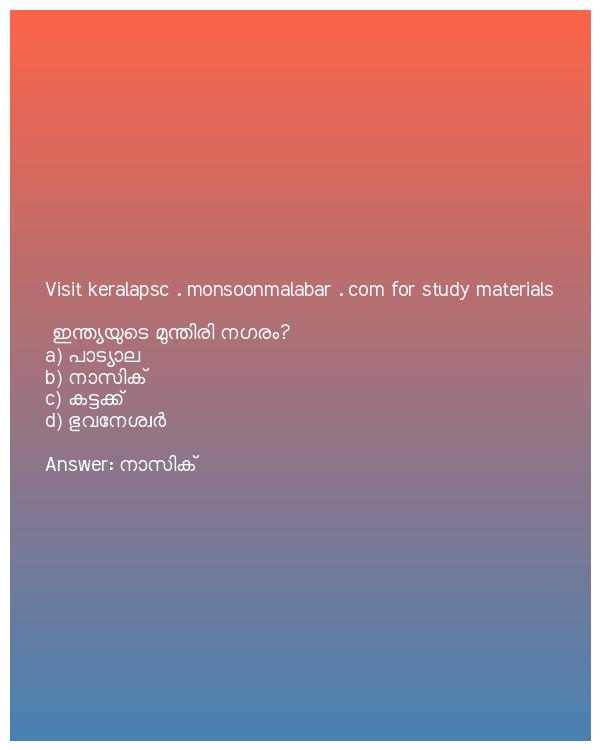 Visit keralapsc . monsoonmalabar . com for study materials
ഇന്ത്യയുടെ മുന്തിരി നഗരം?
a) പാട്യാല
b) നാസിക്
c) കട്ടക്ക്
d) ഭുവനേശ്വർ
Answer: നാസിക്